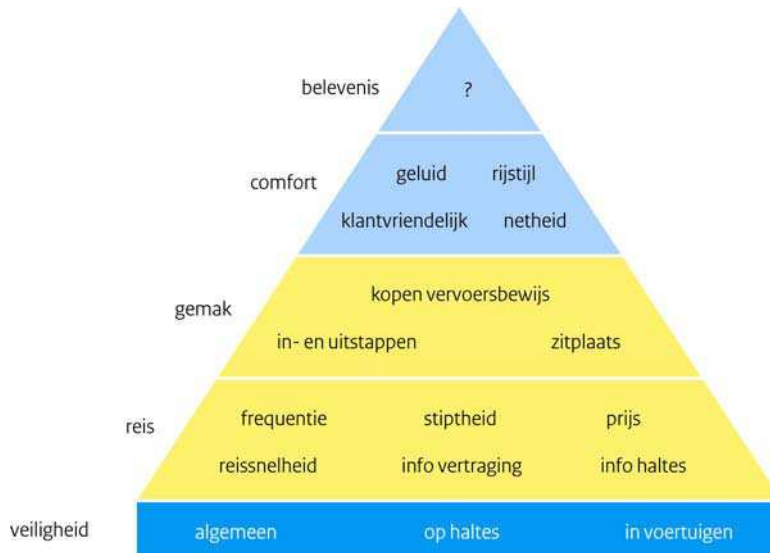 belevenis ?
comfort geluid rijstijl
klantvriendelijk netheid
gemak kopen vervoersbewijs
in- en uitstappen zitplaats
reis frequentie stiptheid prijs
reissnelheid info vertraging info haltes
veiligheid algemeen op haltes in voertuigen